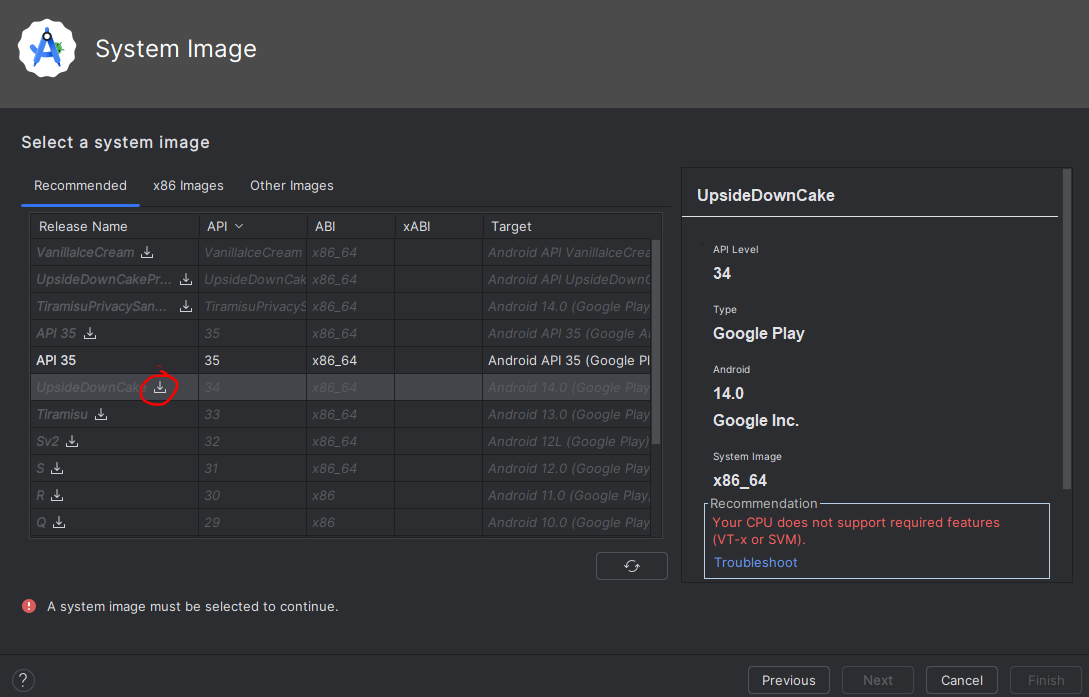 System Image
Select a system image
Recommended x86 Images Other Images
Release Name API ABI xABI Target
VanillaIceCream VanillaIceCream x86_64 Android API VanillaIceCrea
UpsideDownCakePr... UpsideDownCak x86_64 Android API UpsideDownC
TiramisuPrivacySan... TiramisuPrivacyS x86_64 Android 14.0 (Google Play
API 35 35 x86_64 Android API 35 (Google A
API 35 35 x86_64 Android API 35 (Google Pl
UpsideDownCake 34 x86_64 Android 14.0 (Google Play
Tiramisu 33 x86_64 Android 13.0 (Google Play
Sv2 32 x86_64 Android 12L (Google Play)
S 31 x86_64 Android 12.0 (Google Play
R 30 x86 Android 11.0 (Google Play,
Q 29 x86 Android 10.0 (Google Play
A system image must be selected to continue.
UpsideDownCake
API Level
34
Type
Google Play
Android
14.0
Google Inc.
System Image
x86_64
Recommendation
Your CPU does not support required features
(VT-x or SVM).
Troubleshoot
? Previous Next Cancel Finish